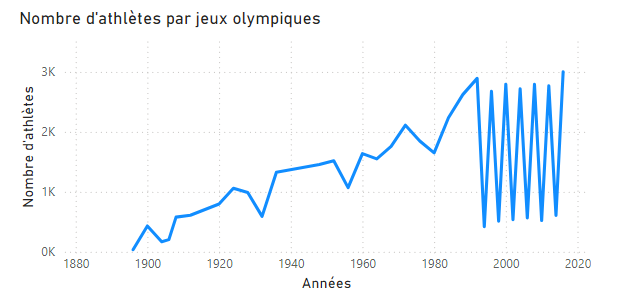 Nombre d'athlètes par jeux olympiques
Nombre d'athlètes
3K
2K
1K
0K
1880 1900 1920 1940 1960 1980 2000 2020
Années